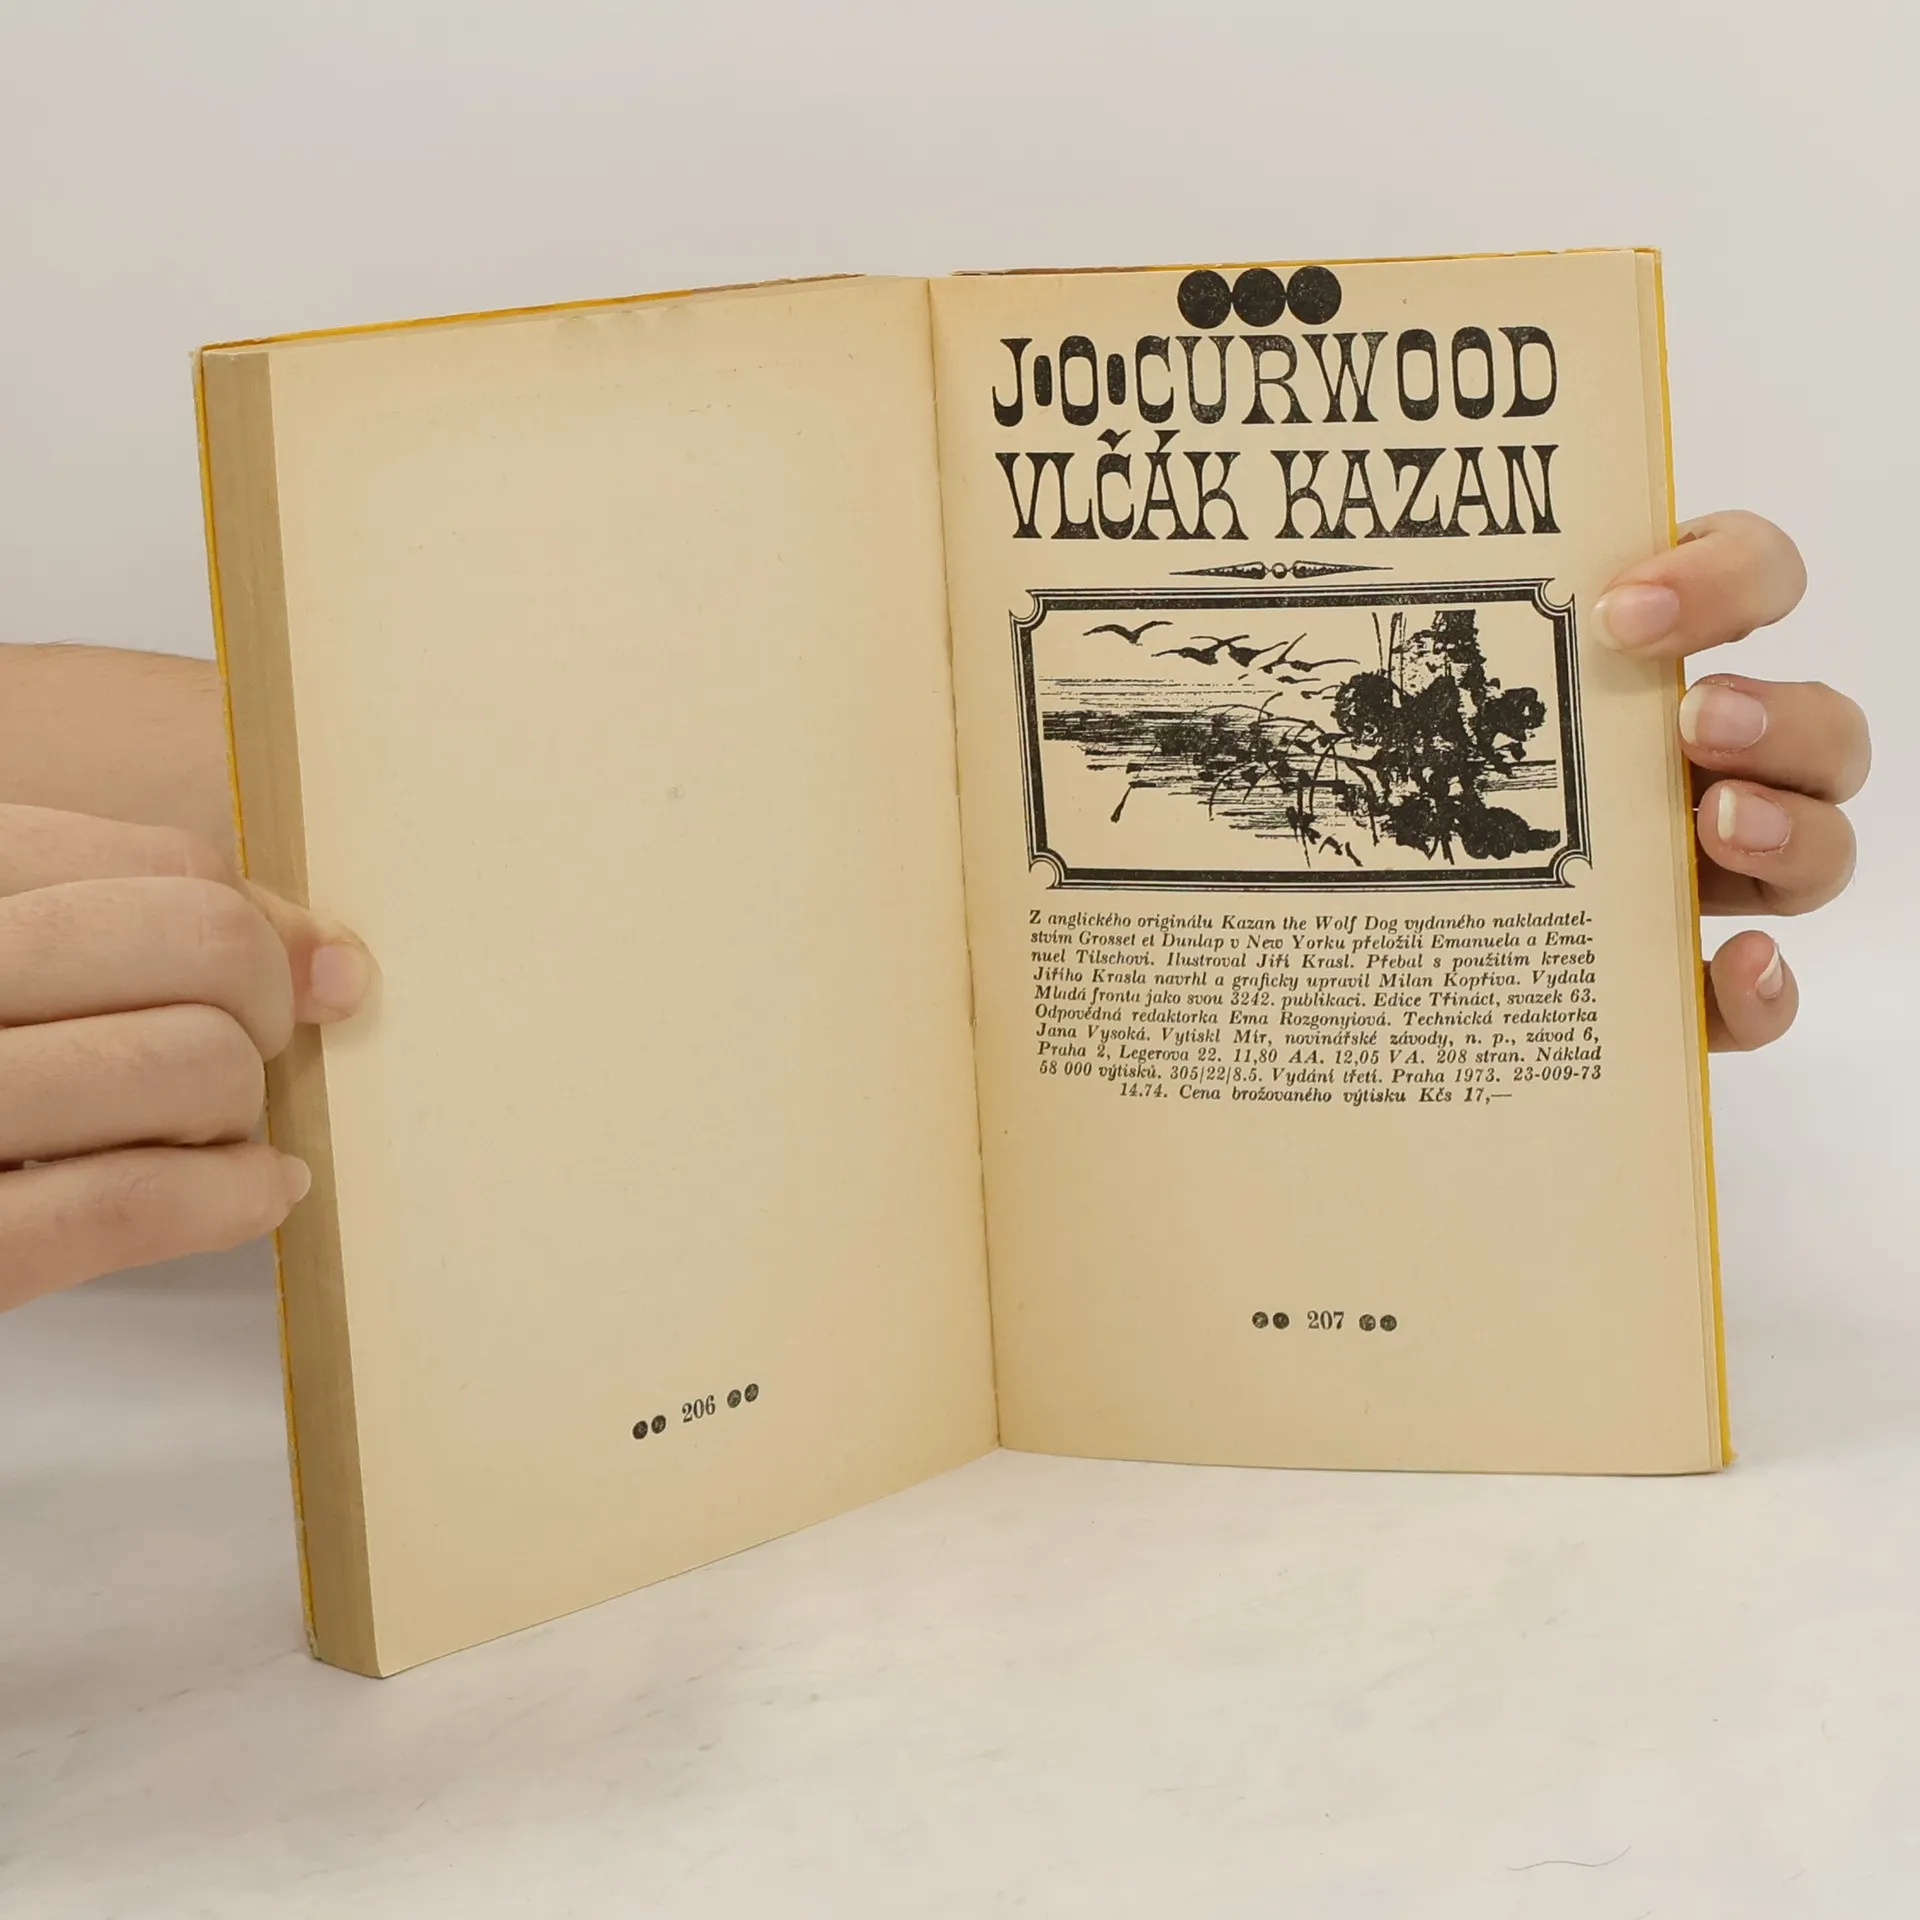 206
J·O·CURWOOD
VLČÁK KAZAN
Z anglického originálu Kazan the Wolf Dog vydaného nakladatel-
stvím Grosset et Dunlap v New Yorku přeložili Emanuela a Ema-
nuel Tilschovi. Ilustroval Jiří Krasl. Přebal s použitím kreseb
Jiřího Krasla navrhl a graficky upravil Milan Kopřiva. Vydala
Mladá fronta jako svou 3242. publikaci. Edice Třináct, svazek 63.
Odpovědná redaktorka Ema Rozgonyiová. Technická redaktorka
Jana Vysoká. Vytiskl Mír, novinářské závody, n. p., závod 6,
Praha 2, Legerova 22. 11,80 AA. 12,05 VA. 208 stran. Náklad
58 000 výtisků. 305/22/8.5. Vydání třetí. Praha 1973. 23-009-73
14.74. Cena brožovaného výtisku Kčs 17,—
207